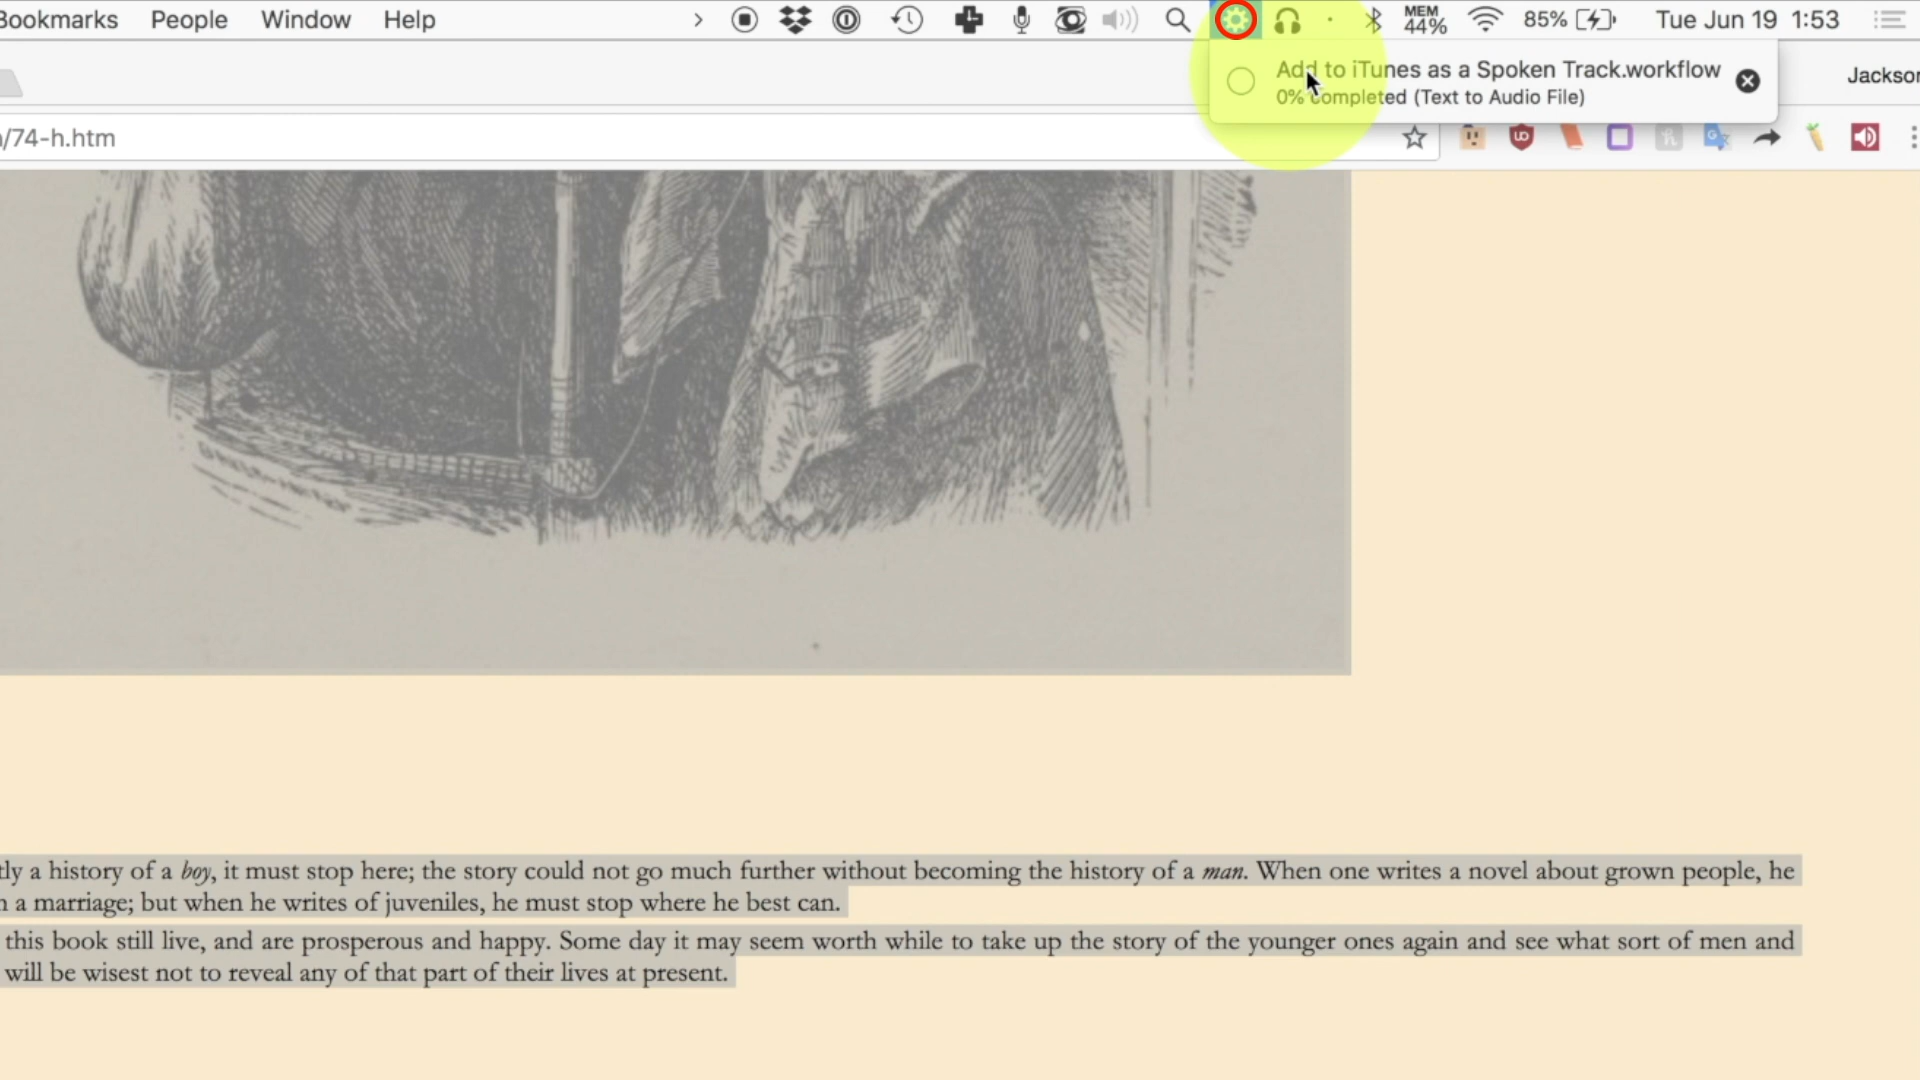 Bookmarks People Window Help MEM 44% 85% Tue Jun 19 1:53
Add to iTunes as a Spoken Track.workflow
0% completed (Text to Audio File)
Jackson
/74-h.htm
tly a history of a boy, it must stop here; the story could not go much further without becoming the history of a man. When one writes a novel about grown people, he
a marriage; but when he writes of juveniles, he must stop where he best can.
this book still live, and are prosperous and happy. Some day it may seem worth while to take up the story of the younger ones again and see what sort of men and
will be wisest not to reveal any of that part of their lives at present.